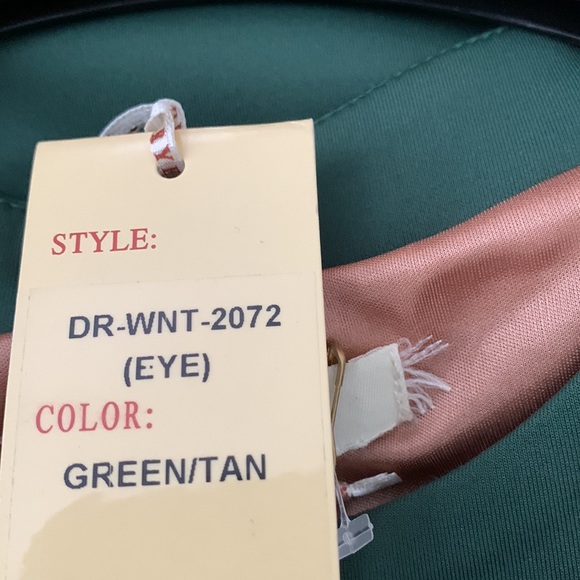 STYLE:
DR-WNT-2072
(EYE)
COLOR:
GREEN/TAN